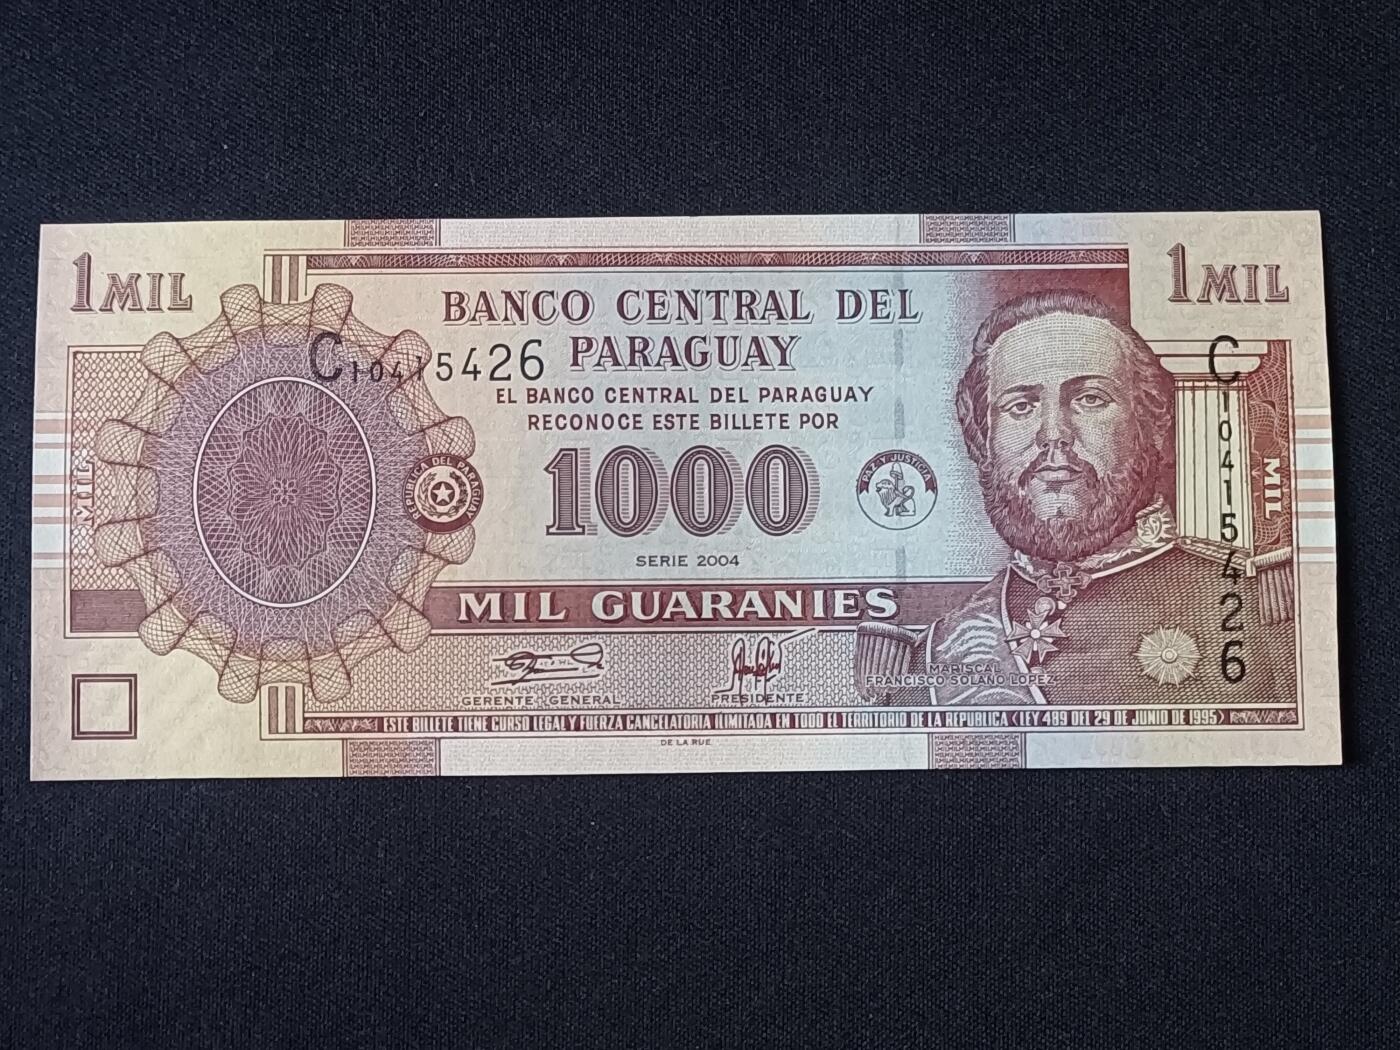 1 MIL
1 MIL
BANCO CENTRAL DEL
PARAGUAY
C10415426
EL BANCO CENTRAL DEL PARAGUAY
RECONOCE ESTE BILLETE POR
1000
REPUBLICA DEL PARAGUAY
PAZ Y JUSTICIA
MIL
MIL
C10415426
SERIE 2004
MIL GUARANIES
GERENTE GENERAL
PRESIDENTE
MARISCAL
FRANCISCO SOLANO LOPEZ
ESTE BILLETE TIENE CURSO LEGAL Y FUERZA CANCELATORIA ILIMITADA EN TODO EL TERRITORIO DE LA REPUBLICA (LEY 489 DEL 29 DE JUNIO DE 1995)
DE LA RUE